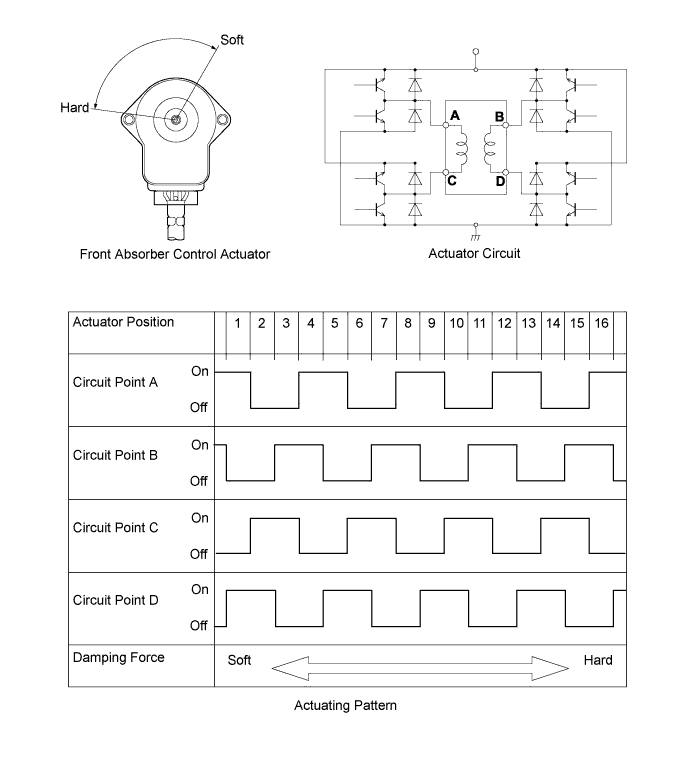 Soft
Hard
Front Absorber Control Actuator
A B
C D
Actuator Circuit
Actuator Position 1 2 3 4 5 6 7 8 9 10 11 12 13 14 15 16
On
Circuit Point A
Off
On
Circuit Point B
Off
On
Circuit Point C
Off
On
Circuit Point D
Off
Damping Force Soft Hard
Actuating Pattern